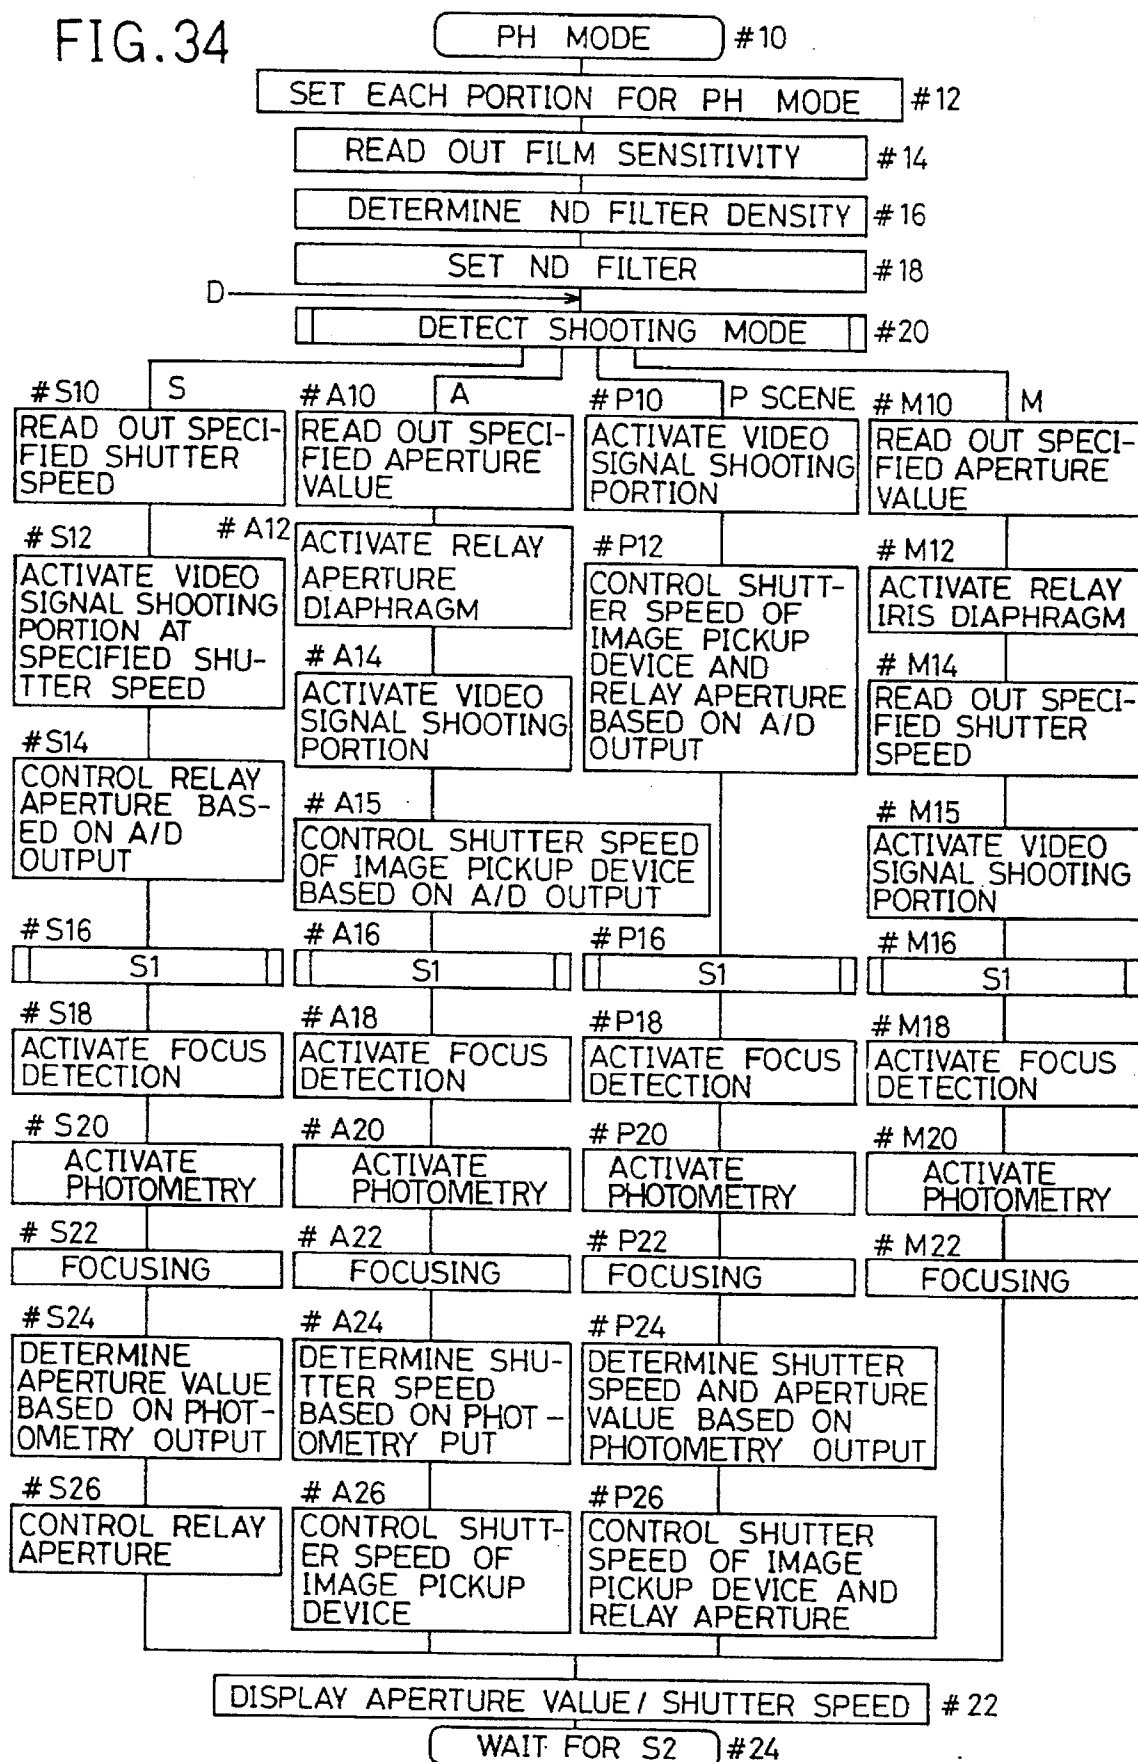 FIG.34
PH MODE #10
SET EACH PORTION FOR PH MODE #12
READ OUT FILM SENSITIVITY #14
DETERMINE ND FILTER DENSITY #16
SET ND FILTER #18
D
DETECT SHOOTING MODE #20
#S10 S
READ OUT SPECI-
FIED SHUTTER
SPEED
#S12
ACTIVATE VIDEO
SIGNAL SHOOTING
PORTION AT
SPECIFIED SHU-
TTER SPEED
#S14
CONTROL RELAY
APERTURE BAS-
ED ON A/D
OUTPUT
#S16
S1
#S18
ACTIVATE FOCUS
DETECTION
#S20
ACTIVATE
PHOTOMETRY
#S22
FOCUSING
#S24
DETERMINE
APERTURE VALUE
BASED ON PHOT-
OMETRY OUTPUT
#S26
CONTROL RELAY
APERTURE
#A10 A
READ OUT SPECI-
FIED APERTURE
VALUE
#A12
ACTIVATE RELAY
APERTURE
DIAPHRAGM
#A14
ACTIVATE VIDEO
SIGNAL SHOOTING
PORTION
#A15
CONTROL SHUTTER SPEED
OF IMAGE PICKUP DEVICE
BASED ON A/D OUTPUT
#A16
S1
#A18
ACTIVATE FOCUS
DETECTION
#A20
ACTIVATE
PHOTOMETRY
#A22
FOCUSING
#A24
DETERMINE SHU-
TTER SPEED
BASED ON PHOT-
OMETRY PUT
#A26
CONTROL SHUTT-
ER SPEED OF
IMAGE PICKUP
DEVICE
#P10 P SCENE
ACTIVATE VIDEO
SIGNAL SHOOTING
PORTION
#P12
CONTROL SHUTT-
ER SPEED OF
IMAGE PICKUP
DEVICE AND
RELAY APERTURE
BASED ON A/D
OUTPUT
#P16
S1
#P18
ACTIVATE FOCUS
DETECTION
#P20
ACTIVATE
PHOTOMETRY
#P22
FOCUSING
#P24
DETERMINE SHUTTER
SPEED AND APERTURE
VALUE BASED ON
PHOTOMETRY OUTPUT
#P26
CONTROL SHUTTER
SPEED OF IMAGE
PICKUP DEVICE AND
RELAY APERTURE
#M10 M
READ OUT SPECI-
FIED APERTURE
VALUE
#M12
ACTIVATE RELAY
IRIS DIAPHRAGM
#M14
READ OUT SPECI-
FIED SHUTTER
SPEED
#M15
ACTIVATE VIDEO
SIGNAL SHOOTING
PORTION
#M16
S1
#M18
ACTIVATE FOCUS
DETECTION
#M20
ACTIVATE
PHOTOMETRY
#M22
FOCUSING
DISPLAY APERTURE VALUE/ SHUTTER SPEED #22
WAIT FOR S2 #24